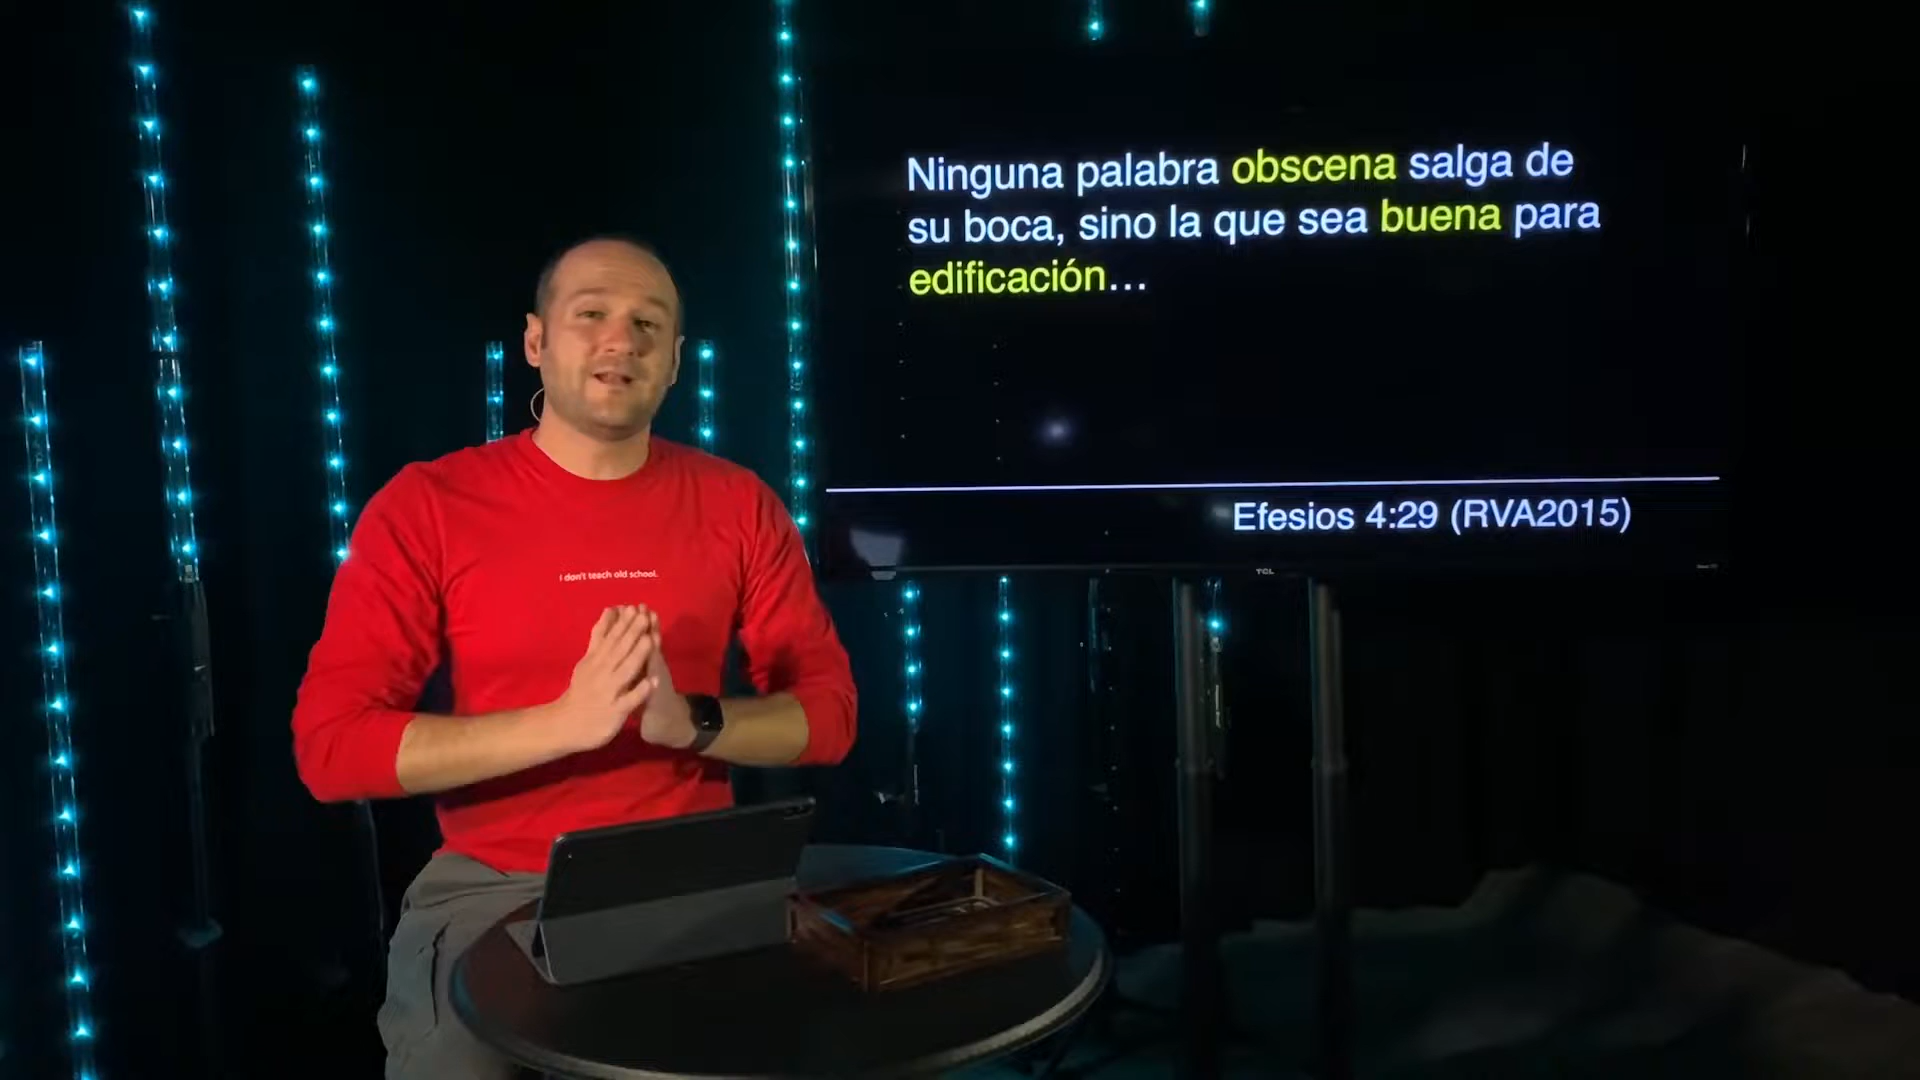 Ninguna palabra obscena salga de
su boca, sino la que sea buena para
edificación...
Efesios 4:29 (RVA2015)
TCL
I don't teach old school.